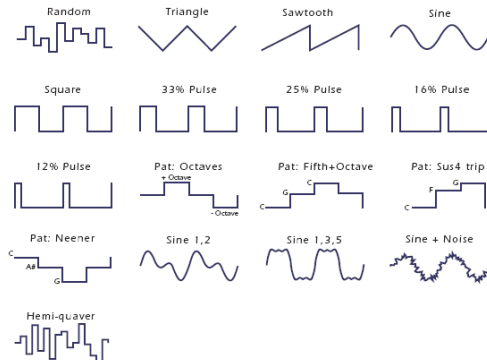 Random Triangle Sawtooth Sine
Square 33% Pulse 25% Pulse 16% Pulse
12% Pulse Pat: Octaves Pat: Fifth+Octave Pat: Sus4 trip
+ Octave
C
G
F
G
C
C
- Octave
Pat: Neener Sine 1,2 Sine 1,3,5 Sine + Noise
C
A#
G
Hemi-quaver